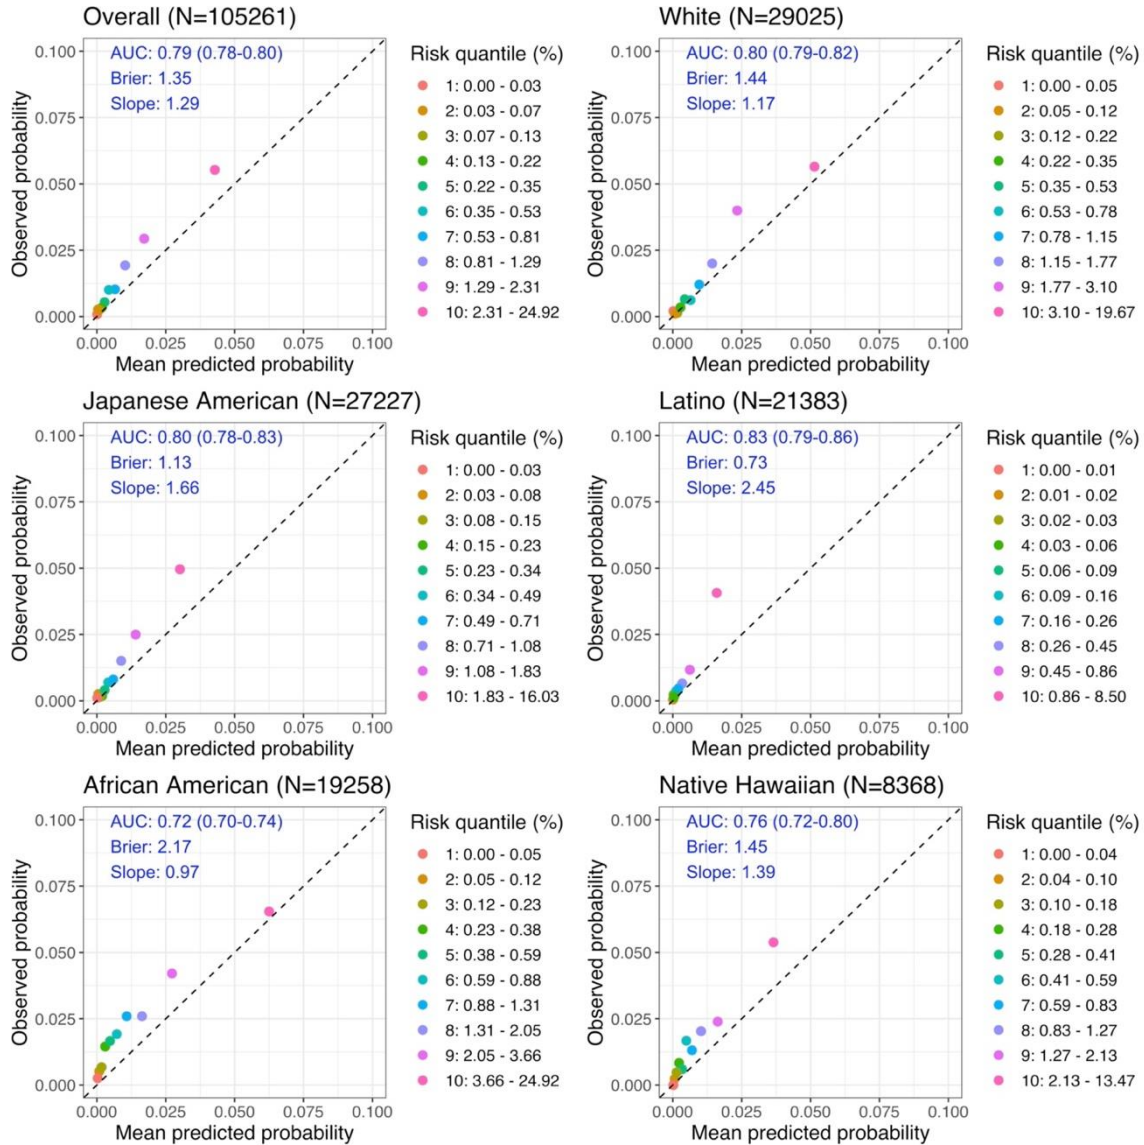 Overall (N=105261)
AUC: 0.79 (0.78-0.80)
Brier: 1.35
Slope: 1.29
0.100
0.075
0.050
0.025
0.000
Observed probability
0.000 0.025 0.050 0.075 0.100
Mean predicted probability
Risk quantile (%)
1: 0.00 - 0.03
2: 0.03 - 0.07
3: 0.07 - 0.13
4: 0.13 - 0.22
5: 0.22 - 0.35
6: 0.35 - 0.53
7: 0.53 - 0.81
8: 0.81 - 1.29
9: 1.29 - 2.31
10: 2.31 - 24.92
White (N=29025)
AUC: 0.80 (0.79-0.82)
Brier: 1.44
Slope: 1.17
0.100
0.075
0.050
0.025
0.000
Observed probability
0.000 0.025 0.050 0.075 0.100
Mean predicted probability
Risk quantile (%)
1: 0.00 - 0.05
2: 0.05 - 0.12
3: 0.12 - 0.22
4: 0.22 - 0.35
5: 0.35 - 0.53
6: 0.53 - 0.78
7: 0.78 - 1.15
8: 1.15 - 1.77
9: 1.77 - 3.10
10: 3.10 - 19.67
Japanese American (N=27227)
AUC: 0.80 (0.78-0.83)
Brier: 1.13
Slope: 1.66
0.100
0.075
0.050
0.025
0.000
Observed probability
0.000 0.025 0.050 0.075 0.100
Mean predicted probability
Risk quantile (%)
1: 0.00 - 0.03
2: 0.03 - 0.08
3: 0.08 - 0.15
4: 0.15 - 0.23
5: 0.23 - 0.34
6: 0.34 - 0.49
7: 0.49 - 0.71
8: 0.71 - 1.08
9: 1.08 - 1.83
10: 1.83 - 16.03
Latino (N=21383)
AUC: 0.83 (0.79-0.86)
Brier: 0.73
Slope: 2.45
0.100
0.075
0.050
0.025
0.000
Observed probability
0.000 0.025 0.050 0.075 0.100
Mean predicted probability
Risk quantile (%)
1: 0.00 - 0.01
2: 0.01 - 0.02
3: 0.02 - 0.03
4: 0.03 - 0.06
5: 0.06 - 0.09
6: 0.09 - 0.16
7: 0.16 - 0.26
8: 0.26 - 0.45
9: 0.45 - 0.86
10: 0.86 - 8.50
African American (N=19258)
AUC: 0.72 (0.70-0.74)
Brier: 2.17
Slope: 0.97
0.100
0.075
0.050
0.025
0.000
Observed probability
0.000 0.025 0.050 0.075 0.100
Mean predicted probability
Risk quantile (%)
1: 0.00 - 0.05
2: 0.05 - 0.12
3: 0.12 - 0.23
4: 0.23 - 0.38
5: 0.38 - 0.59
6: 0.59 - 0.88
7: 0.88 - 1.31
8: 1.31 - 2.05
9: 2.05 - 3.66
10: 3.66 - 24.92
Native Hawaiian (N=8368)
AUC: 0.76 (0.72-0.80)
Brier: 1.45
Slope: 1.39
0.100
0.075
0.050
0.025
0.000
Observed probability
0.000 0.025 0.050 0.075 0.100
Mean predicted probability
Risk quantile (%)
1: 0.00 - 0.04
2: 0.04 - 0.10
3: 0.10 - 0.18
4: 0.18 - 0.28
5: 0.28 - 0.41
6: 0.41 - 0.59
7: 0.59 - 0.83
8: 0.83 - 1.27
9: 1.27 - 2.13
10: 2.13 - 13.47